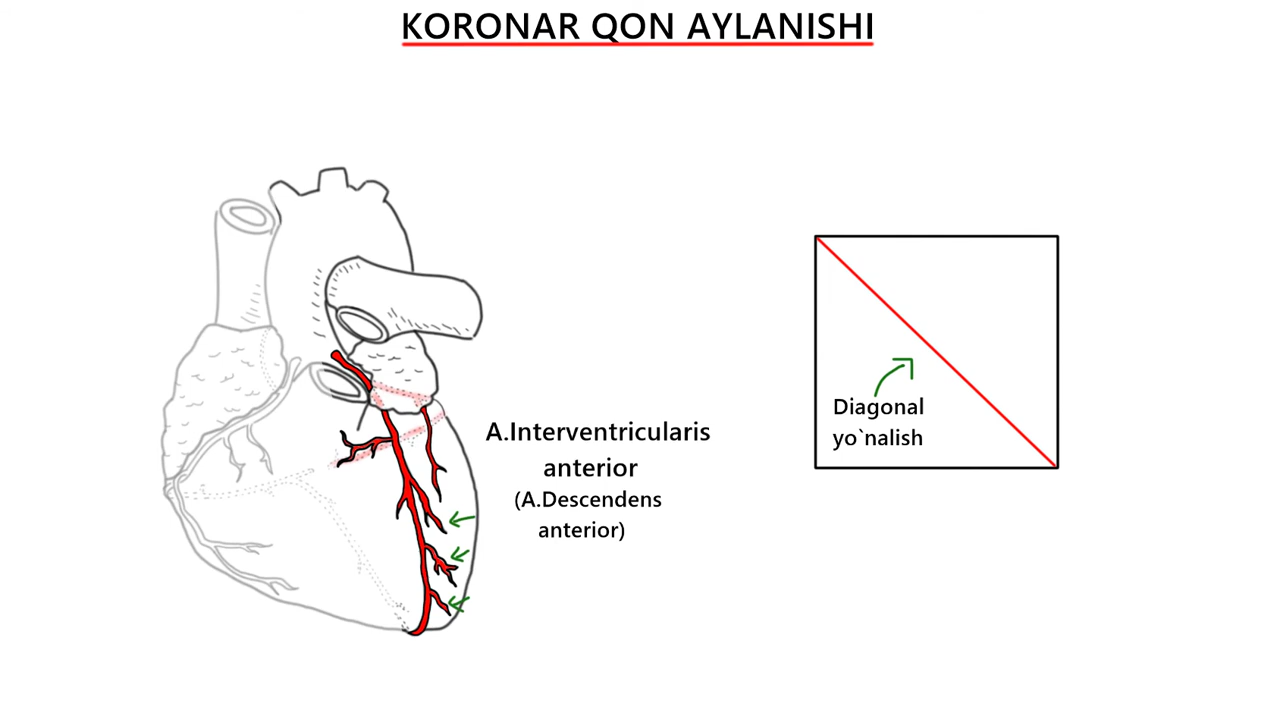 KORONAR QON AYLANISHI
A.Interventricularis
anterior
(A.Descendens
anterior)
Diagonal
yo`nalish